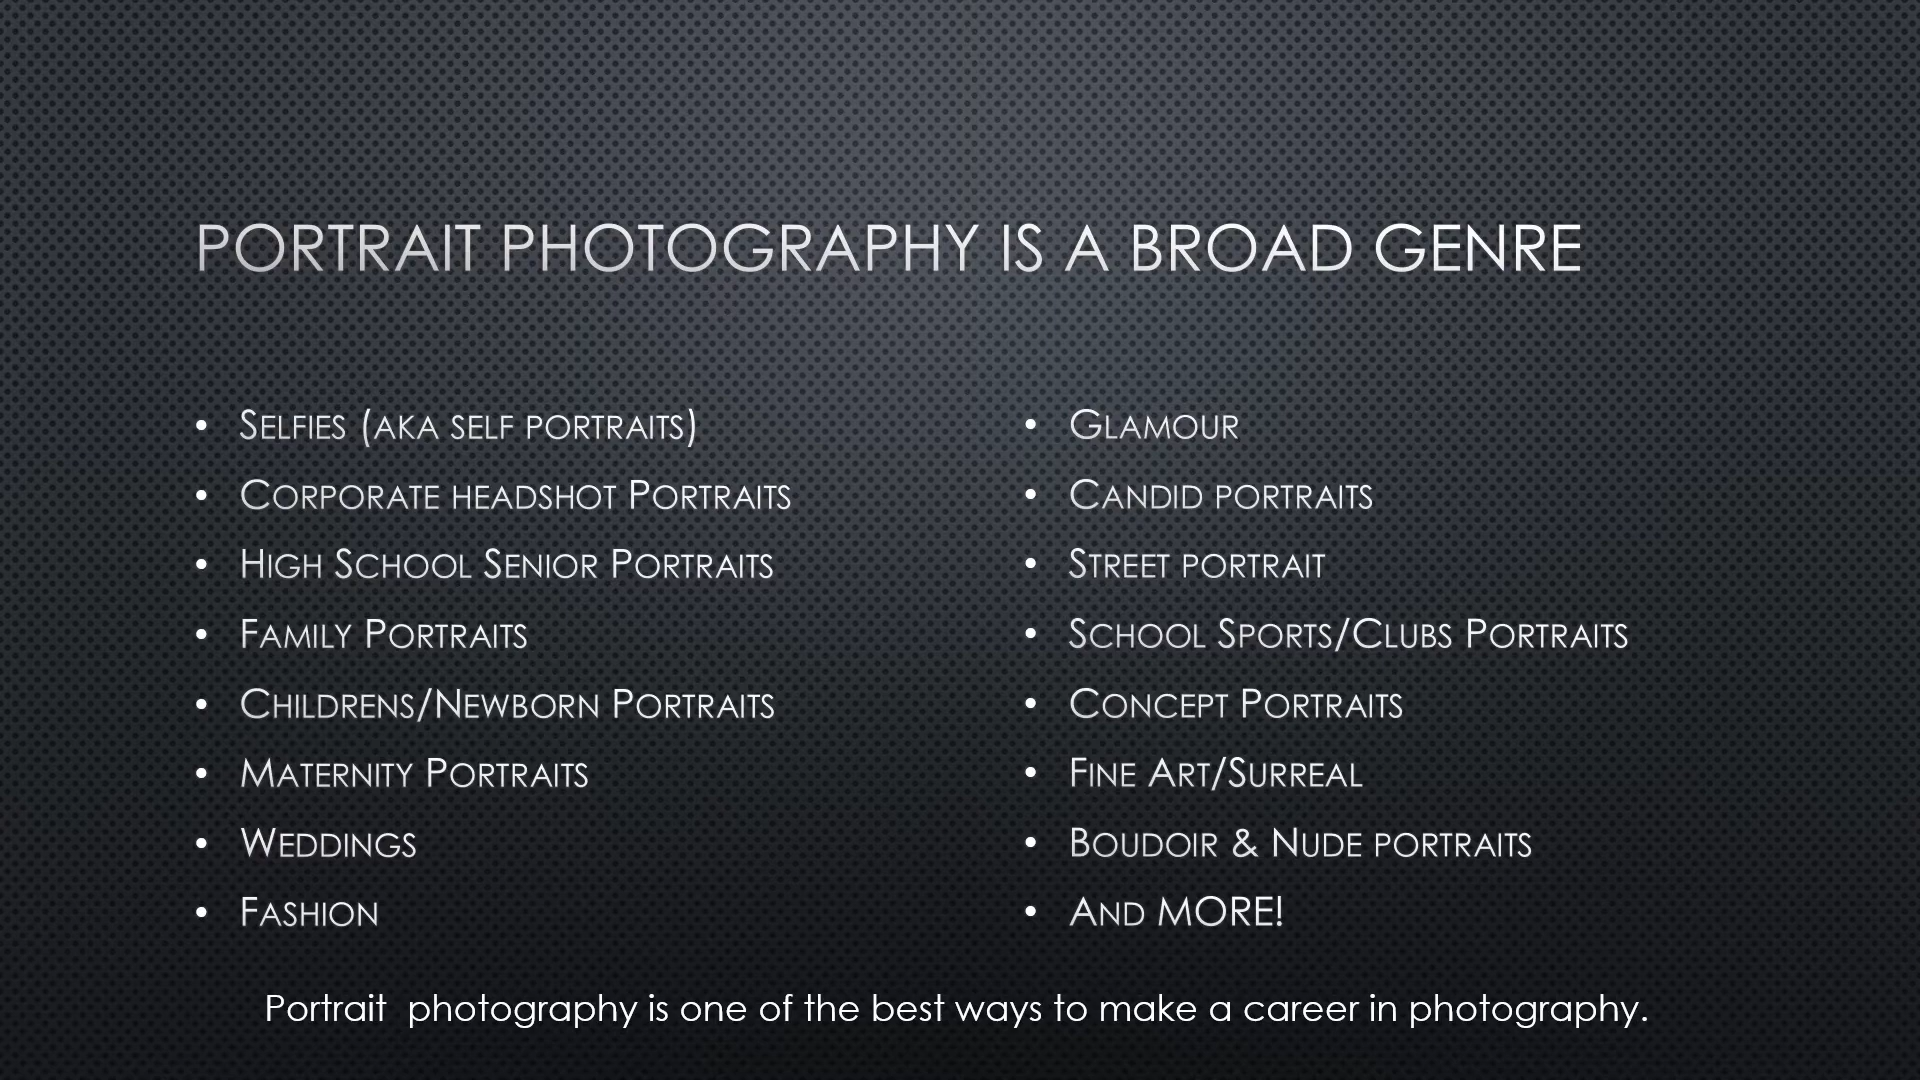 PORTRAIT PHOTOGRAPHY IS A BROAD GENRE
• Selfies (aka self portraits)
• Corporate headshot Portraits
• High School Senior Portraits
• Family Portraits
• Childrens/Newborn Portraits
• Maternity Portraits
• Weddings
• Fashion
• Glamour
• Candid portraits
• Street portrait
• School Sports/Clubs Portraits
• Concept Portraits
• Fine Art/Surreal
• Boudoir & Nude portraits
• And MORE!
Portrait  photography is one of the best ways to make a career in photography.